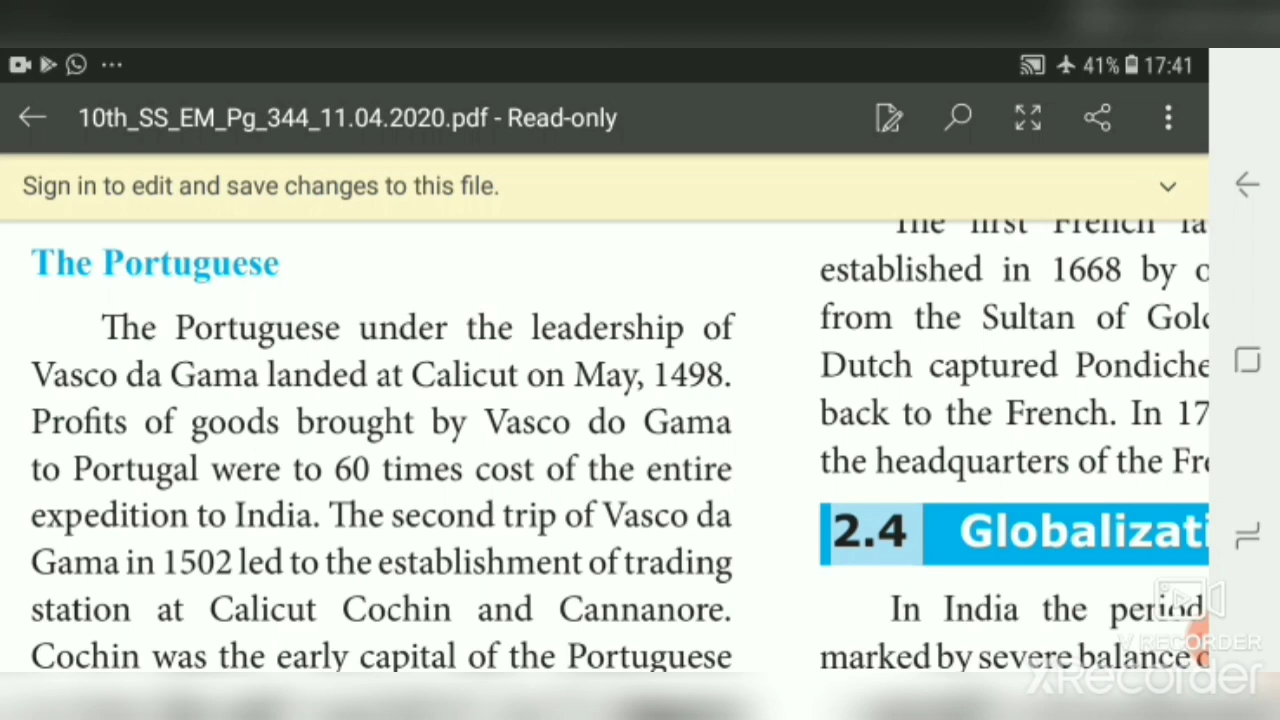 41% 17:41
10th_SS_EM_Pg_344_11.04.2020.pdf - Read-only
Sign in to edit and save changes to this file.
The Portuguese
The Portuguese under the leadership of
Vasco da Gama landed at Calicut on May, 1498.
Profits of goods brought by Vasco do Gama
to Portugal were to 60 times cost of the entire
expedition to India. The second trip of Vasco da
Gama in 1502 led to the establishment of trading
station at Calicut Cochin and Cannanore.
Cochin was the early capital of the Portuguese
The first French
established in 1668 by
from the Sultan of
Dutch captured
back to the French. In
the headquarters of the
2.4
In India the period
marked by severe balance
V RECORDER
XRecorder